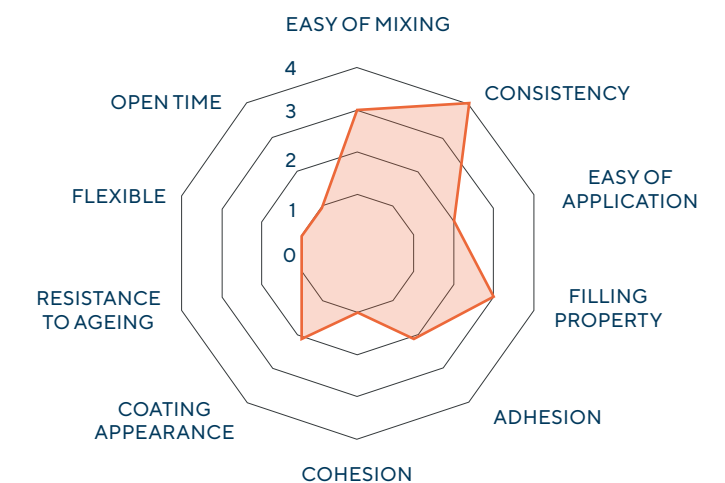 EASY OF MIXING
4
CONSISTENCY
OPEN TIME
3
2
EASY OF
APPLICATION
FLEXIBLE
1
0
RESISTANCE
TO AGEING
FILLING
PROPERTY
COATING
APPEARANCE
ADHESION
COHESION